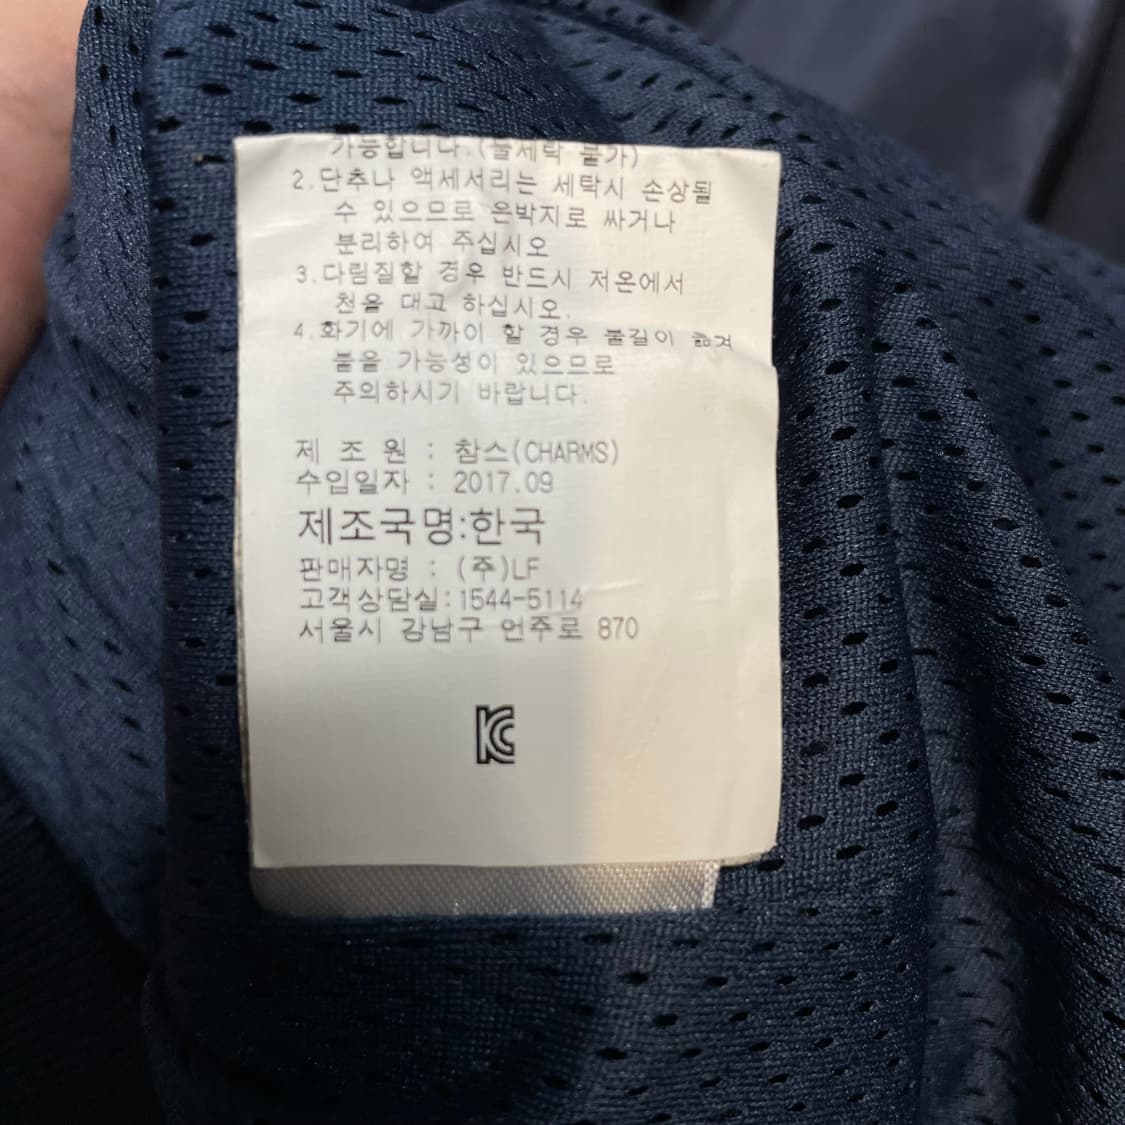 가능합니다.(물세탁 불가)
2.단추나 액세서리는 세탁시 손상될
수 있으므로 은박지로 싸거나
분리하여 주십시오
3.다림질할 경우 반드시 저온에서
천을 대고 하십시오.
4.화기에 가까이 할 경우 불길이 옮겨
붙을 가능성이 있으므로
주의하시기 바랍니다.
제 조 원 : 참스(CHARMS)
수입일자 : 2017.09
제조국명:한국
판매자명 : (주)LF
고객상담실:1544-5114
서울시 강남구 언주로 870
KC